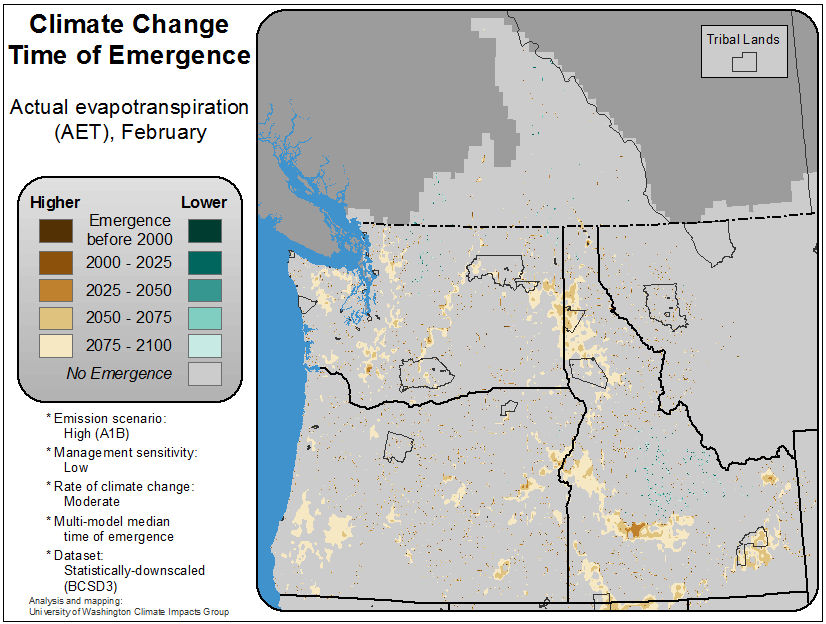 Climate Change
Time of Emergence
Actual evapotranspiration
(AET), February
Higher
Lower
Emergence
before 2000
2000 - 2025
2025 - 2050
2050 - 2075
2075 - 2100
No Emergence
* Emission scenario:
High (A1B)
* Management sensitivity:
Low
* Rate of climate change:
Moderate
* Multi-model median
time of emergence
* Dataset:
Statistically-downscaled
(BCSD3)
Analysis and mapping:
University of Washington Climate Impacts Group
Tribal Lands